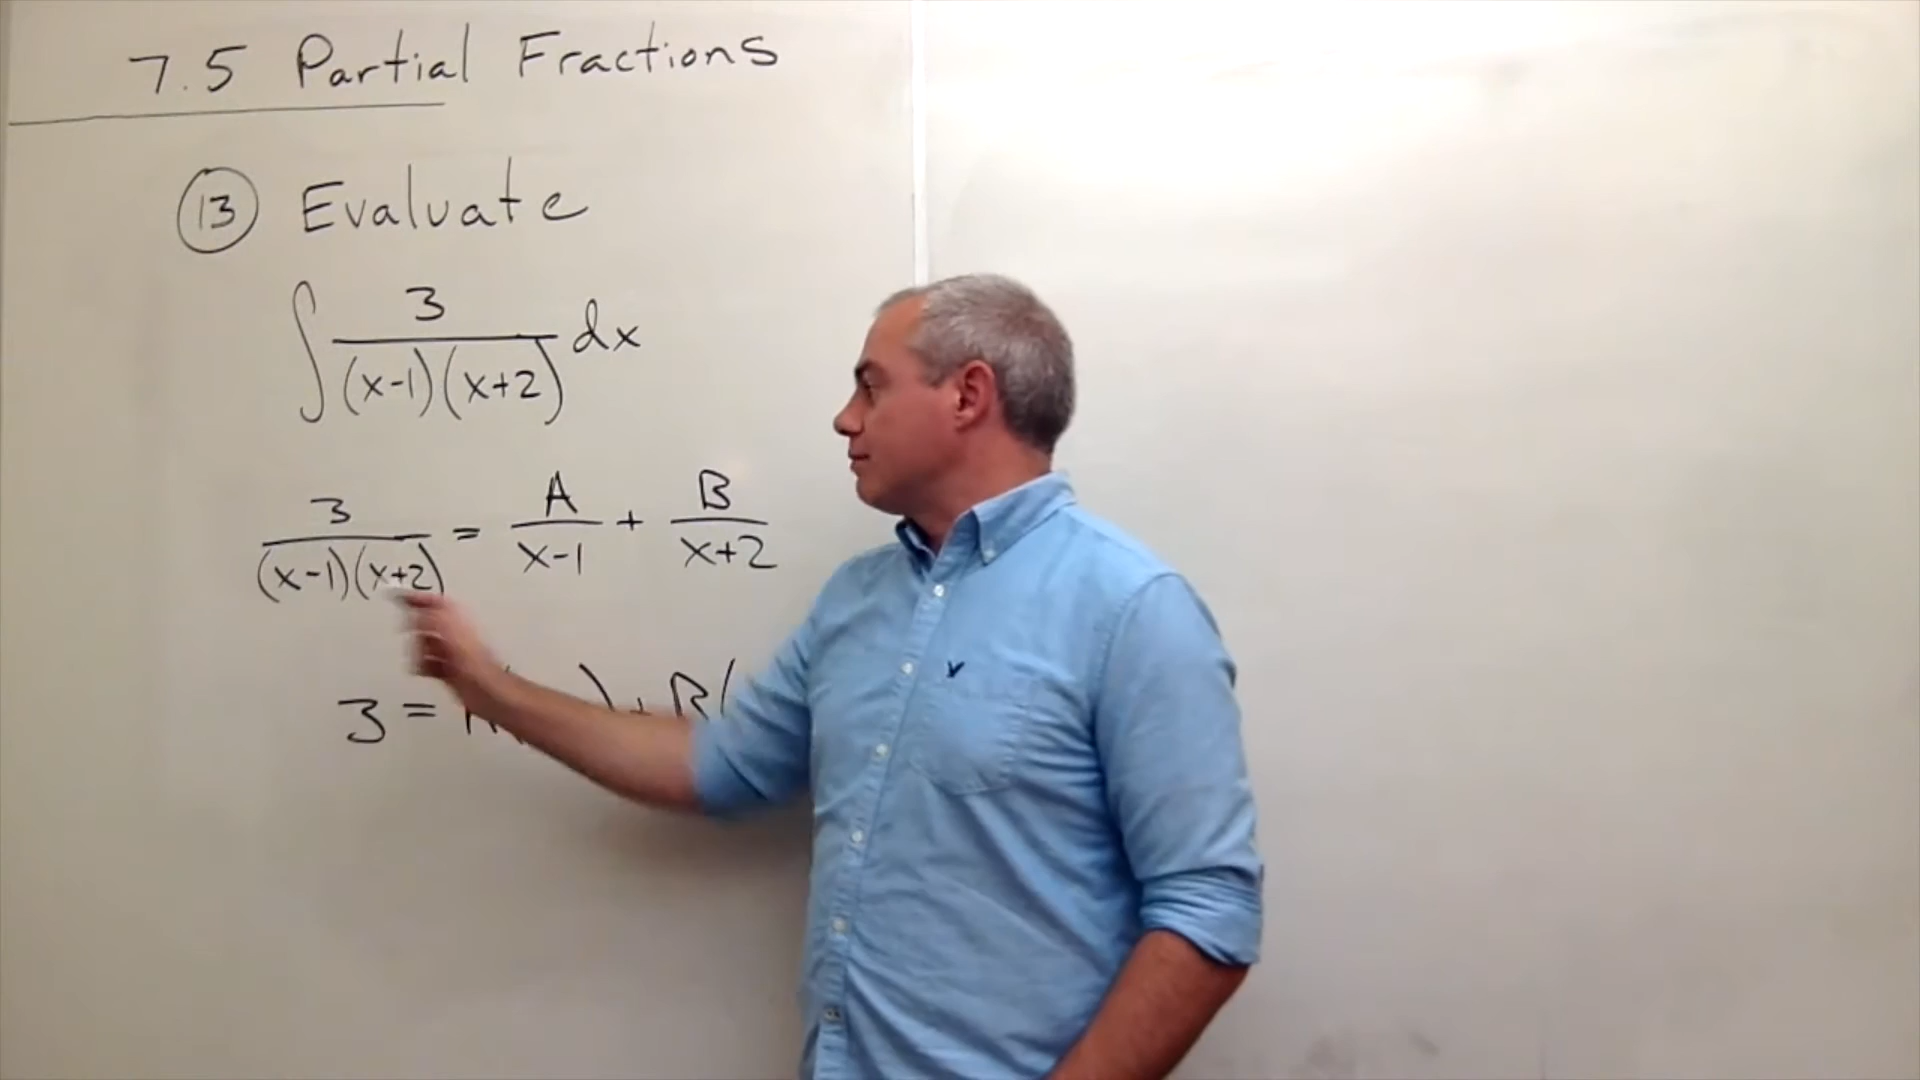 7.5 Partial Fractions
13 Evaluate
∫ 3/((x-1)(x+2)) dx
3/((x-1)(x+2)) = A/(x-1) + B/(x+2)
3 = ( ) + B(